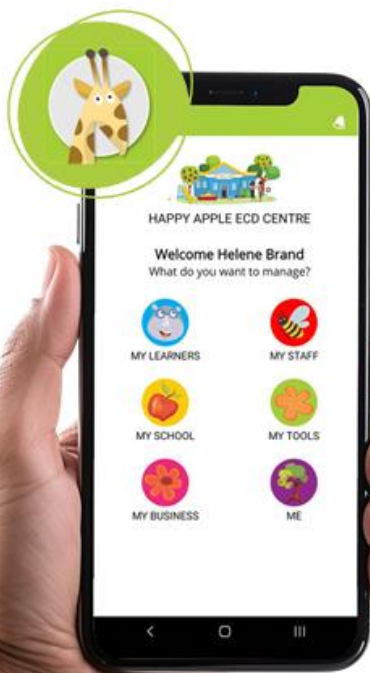 HAPPY APPLE ECD CENTRE
Welcome Helene Brand
What do you want to manage?
MY LEARNERS
MY STAFF
MY SCHOOL
MY TOOLS
MY BUSINESS
ME